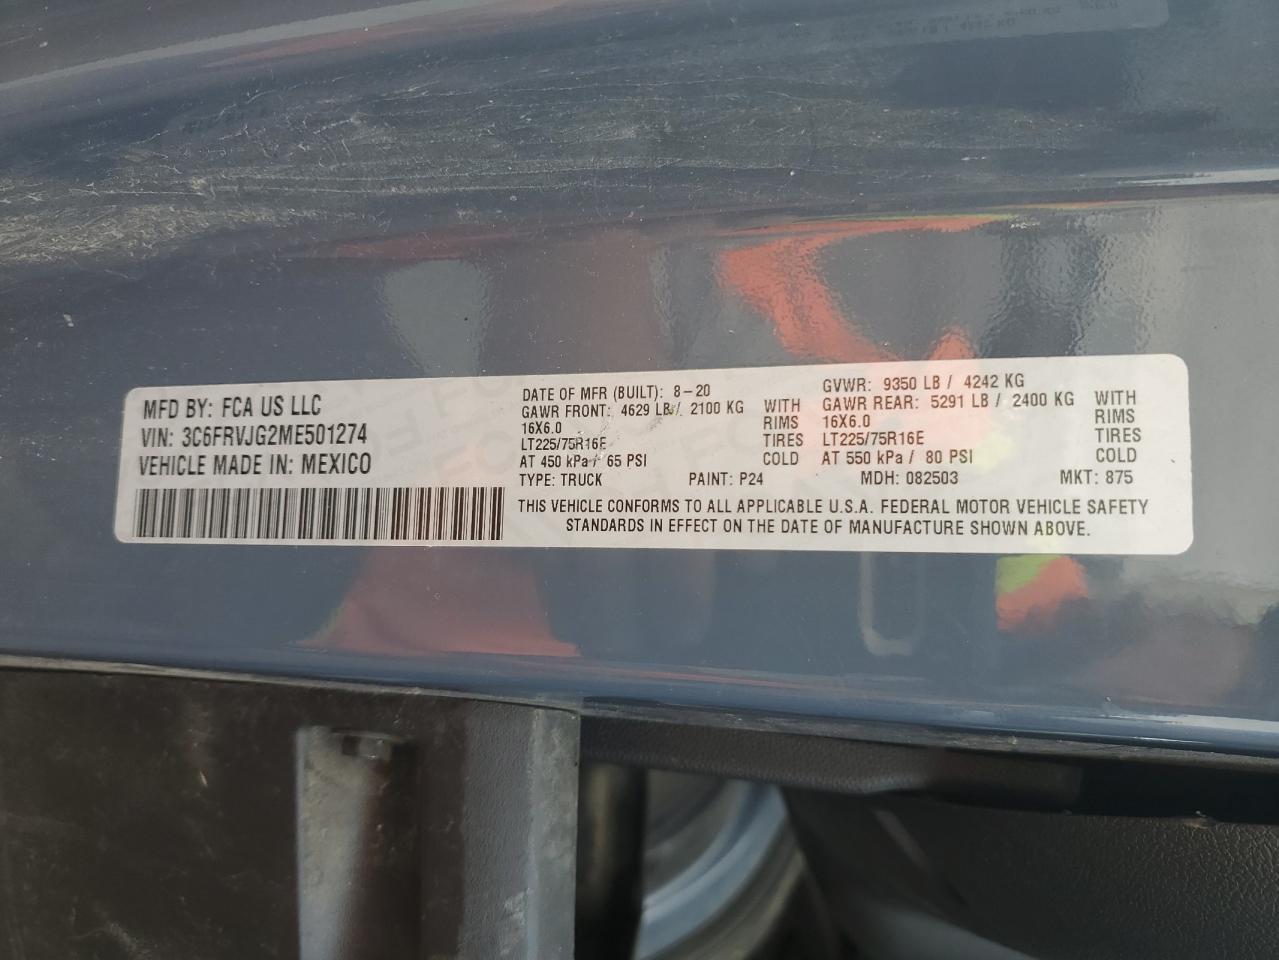 MFD BY: FCA US LLC
VIN: 3C6FRVJG2ME501274
VEHICLE MADE IN: MEXICO
DATE OF MFR (BUILT): 8-20
GVWR: 9350 LB / 4242 KG
GAWR FRONT: 4629 LB / 2100 KG WITH
16X6.0 RIMS
LT225/75R16E TIRES
AT 450 kPa / 65 PSI COLD
GAWR REAR: 5291 LB / 2400 KG WITH
16X6.0 RIMS
LT225/75R16E TIRES
AT 550 kPa / 80 PSI COLD
TYPE: TRUCK PAINT: P24 MDH: 082503 MKT: 875
THIS VEHICLE CONFORMS TO ALL APPLICABLE U.S.A. FEDERAL MOTOR VEHICLE SAFETY
STANDARDS IN EFFECT ON THE DATE OF MANUFACTURE SHOWN ABOVE.